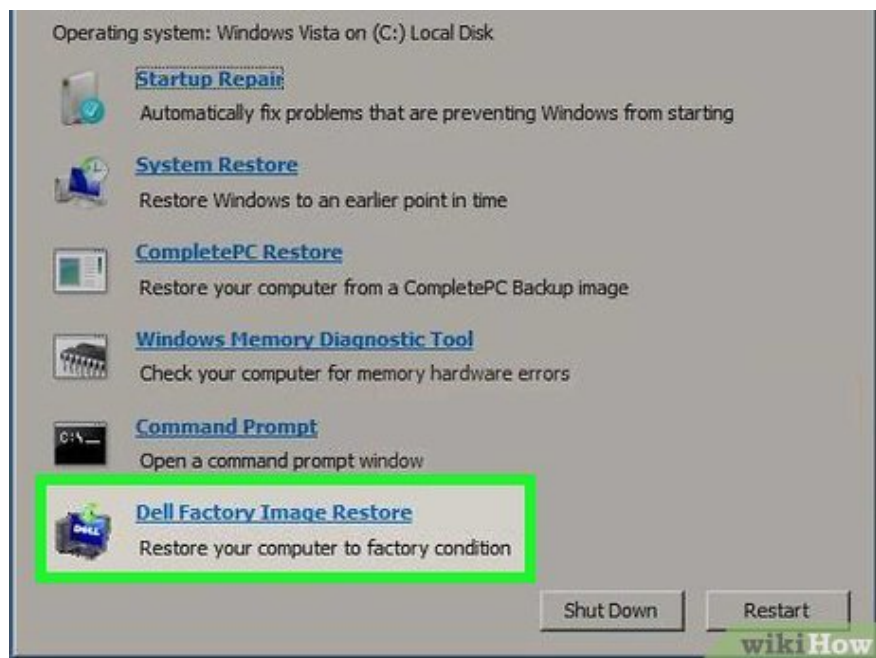 Operating system: Windows Vista on (C:) Local Disk
Startup Repair
Automatically fix problems that are preventing Windows from starting
System Restore
Restore Windows to an earlier point in time
CompletePC Restore
Restore your computer from a CompletePC Backup image
Windows Memory Diagnostic Tool
Check your computer for memory hardware errors
C:\_
Command Prompt
Open a command prompt window
DELL
Dell Factory Image Restore
Restore your computer to factory condition
Shut Down Restart
wikiHow